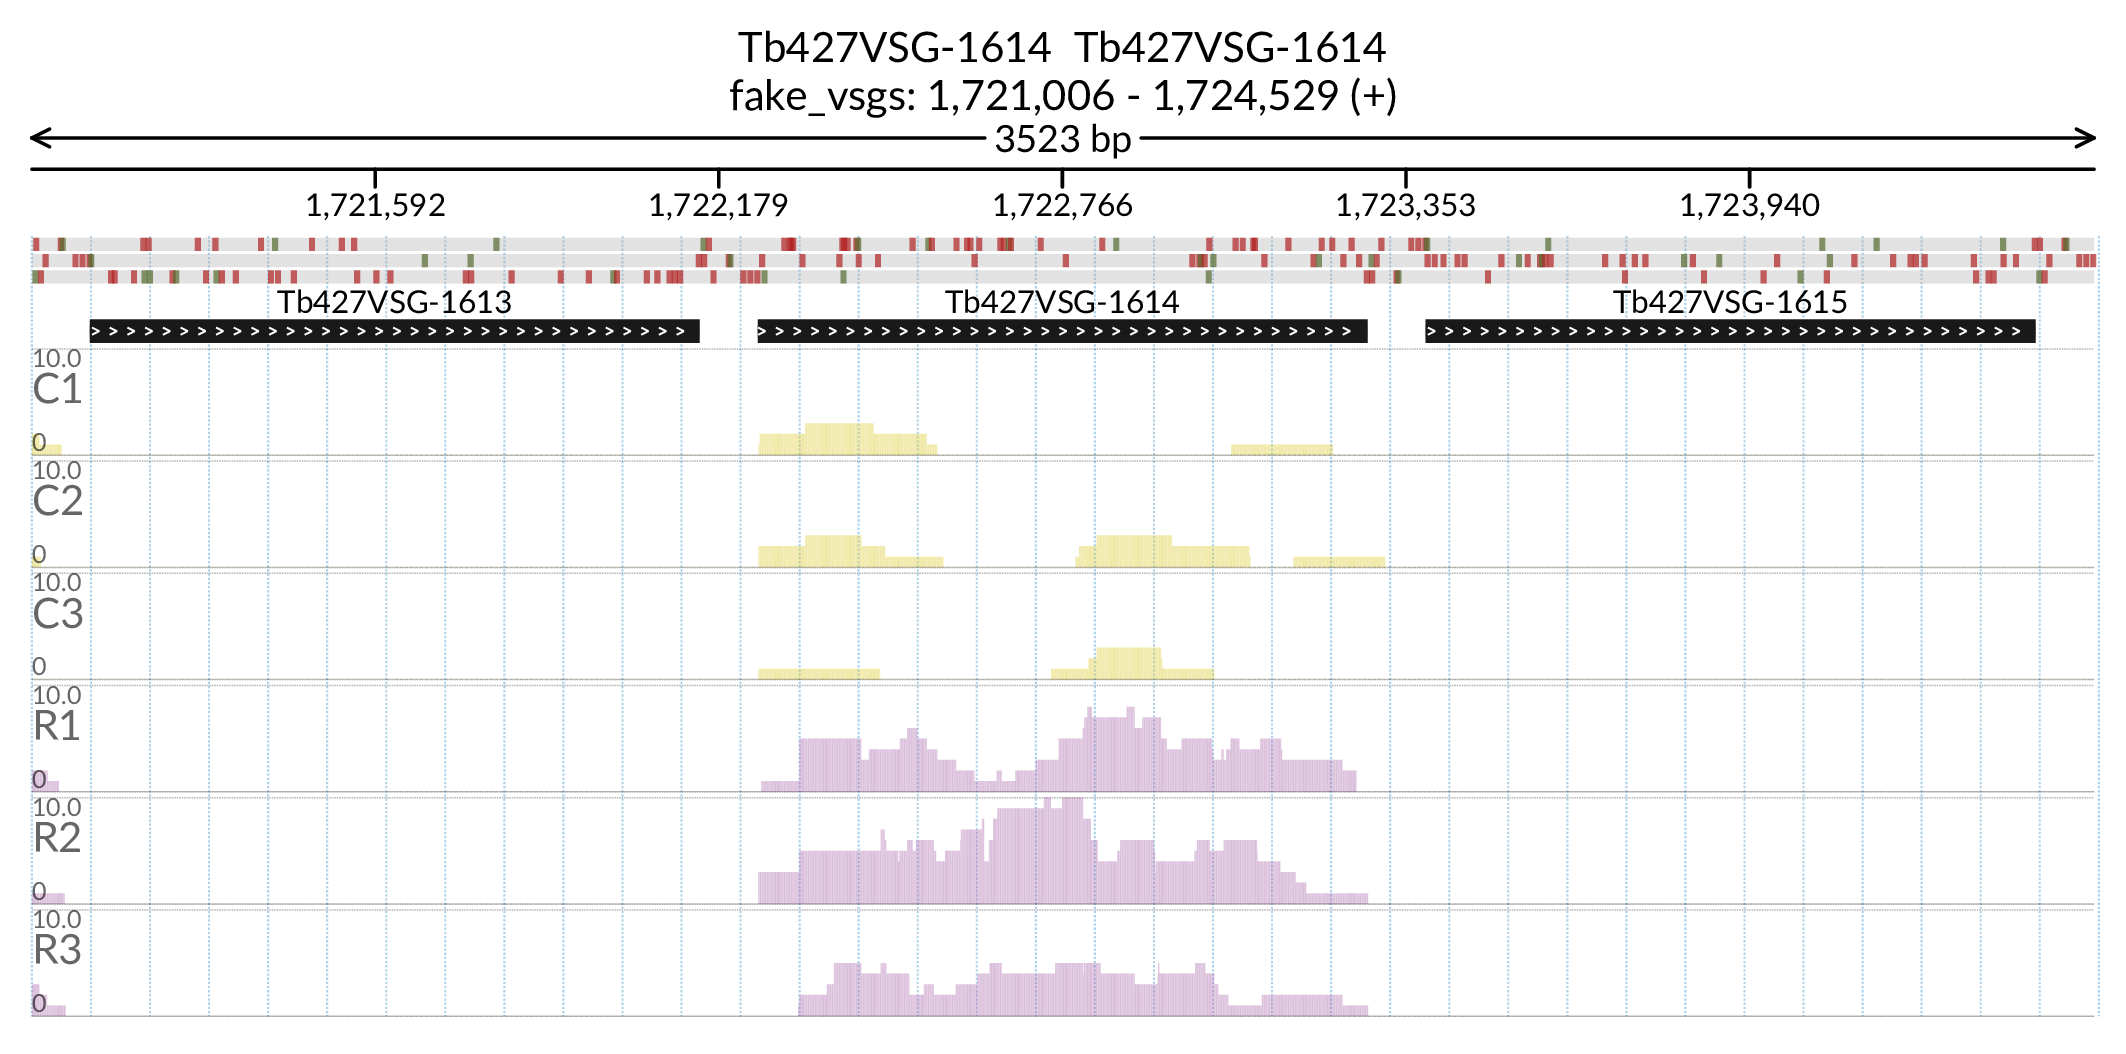 Tb427VSG-1614 Tb427VSG-1614
fake_vsgs: 1,721,006 - 1,724,529 (+)
3523 bp
1,721,592 1,722,179 1,722,766 1,723,353 1,723,940
Tb427VSG-1613 Tb427VSG-1614 Tb427VSG-1615
10.0
C1
0
10.0
C2
0
10.0
C3
0
10.0
R1
0
10.0
R2
0
10.0
R3
0